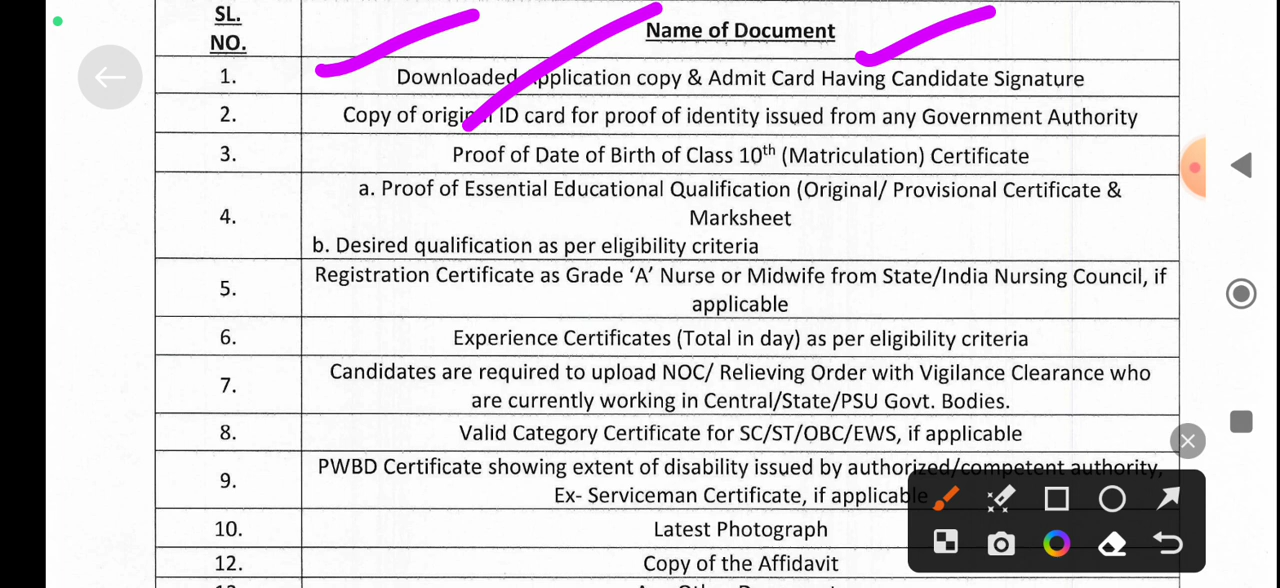 SL.
NO.
Name of Document
1.
Downloaded Application copy & Admit Card Having Candidate Signature
2.
Copy of original ID card for proof of identity issued from any Government Authority
3.
Proof of Date of Birth of Class 10th (Matriculation) Certificate
4.
a. Proof of Essential Educational Qualification (Original/ Provisional Certificate &
Marksheet
b. Desired qualification as per eligibility criteria
5.
Registration Certificate as Grade ‘A’ Nurse or Midwife from State/India Nursing Council, if
applicable
6.
Experience Certificates (Total in day) as per eligibility criteria
7.
Candidates are required to upload NOC/ Relieving Order with Vigilance Clearance who
are currently working in Central/State/PSU Govt. Bodies.
8.
Valid Category Certificate for SC/ST/OBC/EWS, if applicable
9.
PWBD Certificate showing extent of disability issued by authorized/competent authority,
Ex- Serviceman Certificate, if applicable
10.
Latest Photograph
12.
Copy of the Affidavit